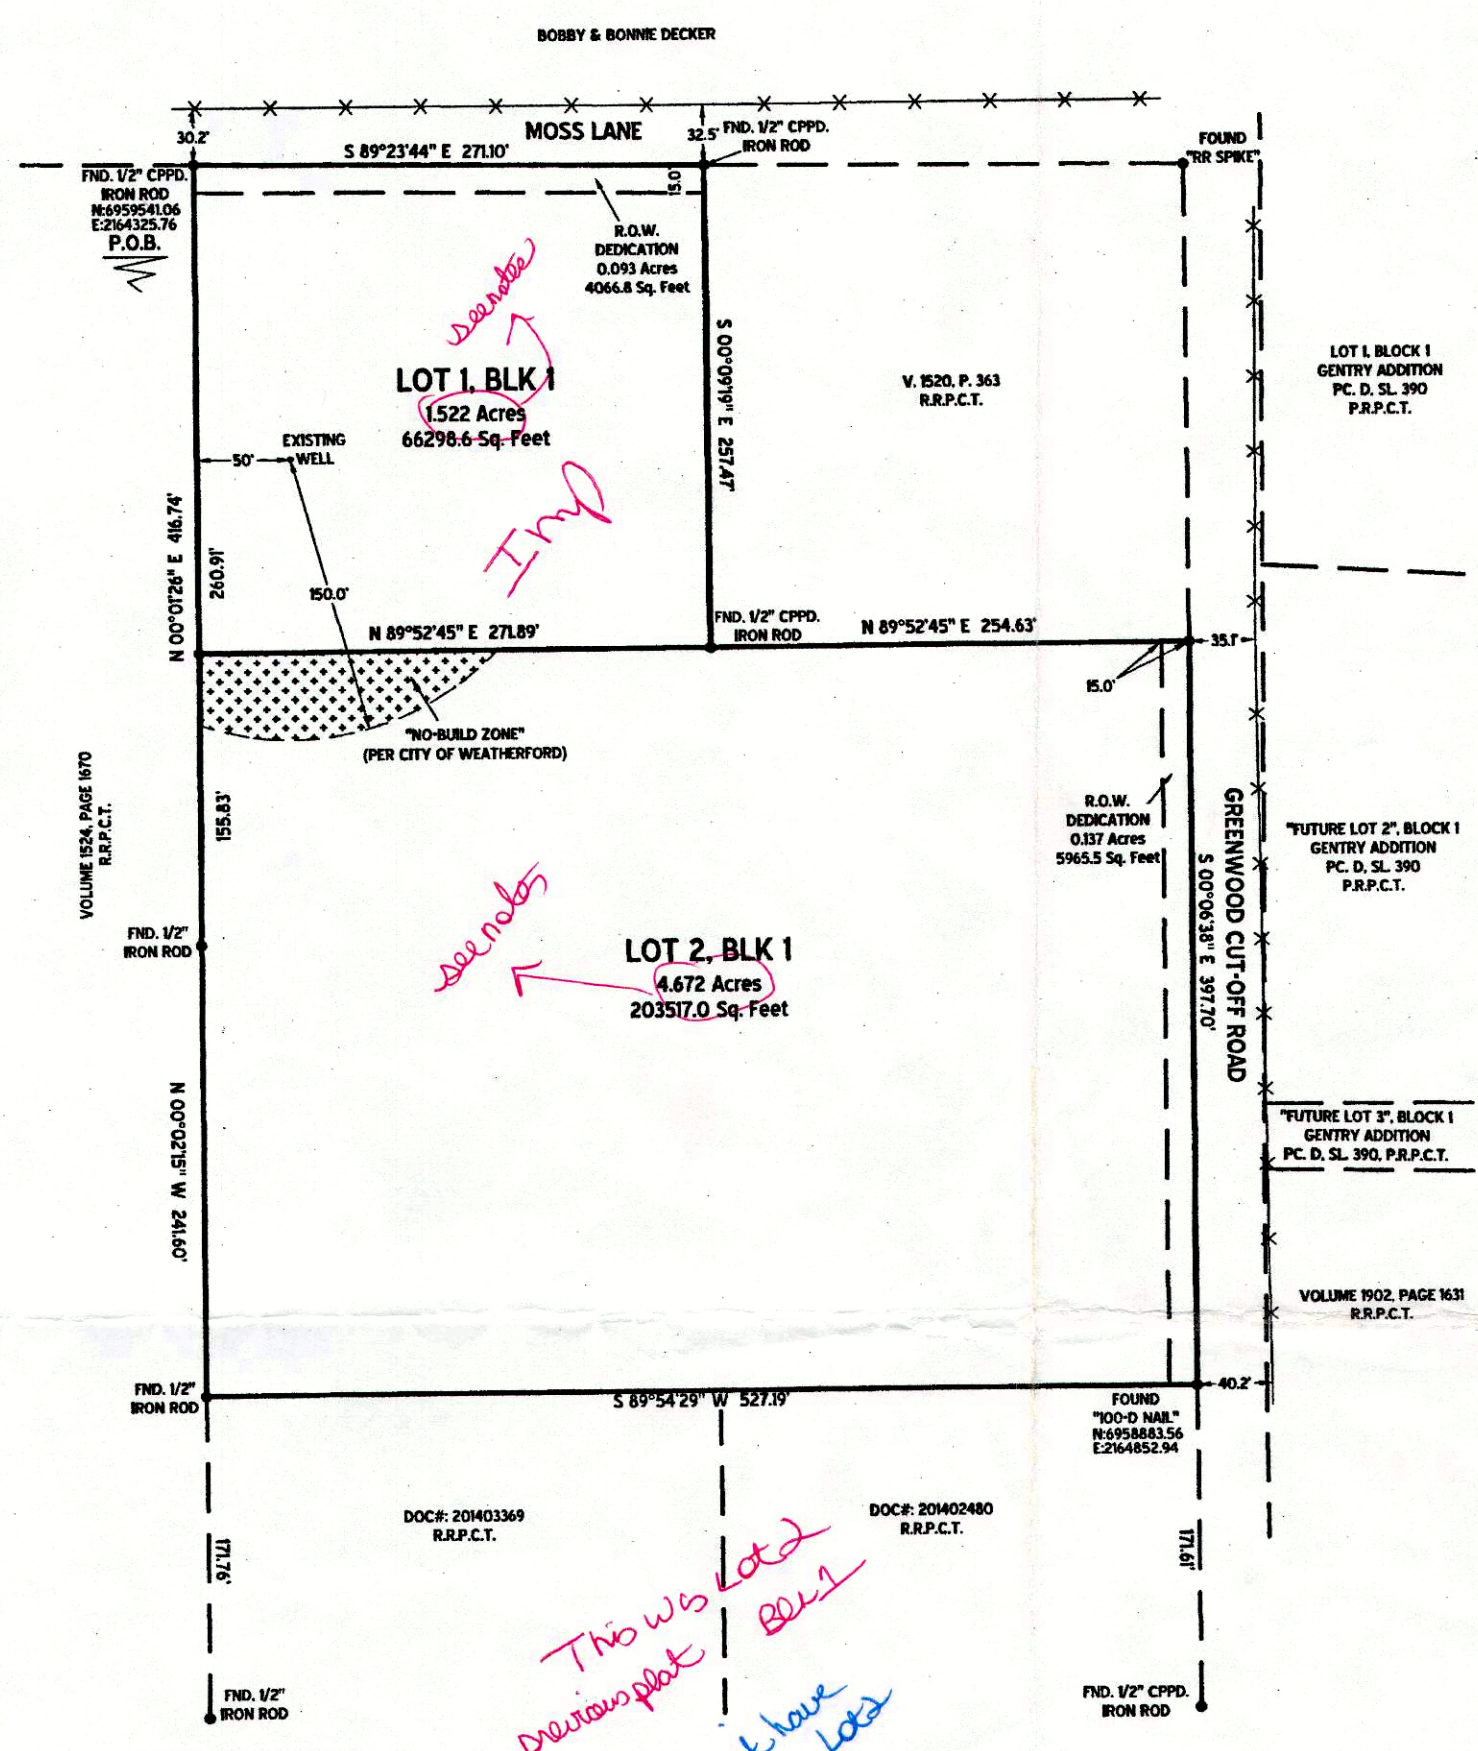 BOBBY & BONNIE DECKER
MOSS LANE
30.2'
32.5'
FND. 1/2" CPPD.
IRON ROD
FOUND
"RR SPIKE"
S 89°23'44" E 271.10'
FND. 1/2" CPPD.
IRON ROD
N:6959541.06
E:2164325.76
P.O.B.
15.0'
R.O.W.
DEDICATION
0.093 Acres
4066.8 Sq. Feet
see notes
LOT 1, BLK 1
1.522 Acres
66298.6 Sq. Feet
S 00°09'19" E 257.47'
V. 1520, P. 363
R.R.P.C.T.
LOT 1, BLOCK 1
GENTRY ADDITION
PC. D, SL. 390
P.R.P.C.T.
EXISTING
WELL
50'
Imp
N 00°01'26" E 416.74'
260.91'
150.0'
N 89°52'45" E 271.89'
FND. 1/2" CPPD.
IRON ROD
N 89°52'45" E 254.63'
35.1'
15.0'
"NO-BUILD ZONE"
(PER CITY OF WEATHERFORD)
VOLUME 1524, PAGE 1670
R.R.P.C.T.
155.83'
R.O.W.
DEDICATION
0.137 Acres
5965.5 Sq. Feet
GREENWOOD CUT-OFF ROAD
S 00°06'38" E 397.70'
"FUTURE LOT 2", BLOCK 1
GENTRY ADDITION
PC. D, SL. 390
P.R.P.C.T.
see notes
FND. 1/2"
IRON ROD
LOT 2, BLK 1
4.672 Acres
203517.0 Sq. Feet
N 00°02'15" W 241.60'
"FUTURE LOT 3", BLOCK 1
GENTRY ADDITION
PC. D, SL. 390, P.R.P.C.T.
VOLUME 1902, PAGE 1631
R.R.P.C.T.
FND. 1/2"
IRON ROD
S 89°54'29" W 527.19'
40.2'
FOUND
"100-D NAIL"
N:6958883.56
E:2164852.94
DOC#: 201403369
R.R.P.C.T.
DOC#: 201402480
R.R.P.C.T.
171.76'
171.61'
This was Lot 2
Blk 1
previous plat
have
Lot 2
FND. 1/2"
IRON ROD
FND. 1/2" CPPD.
IRON ROD